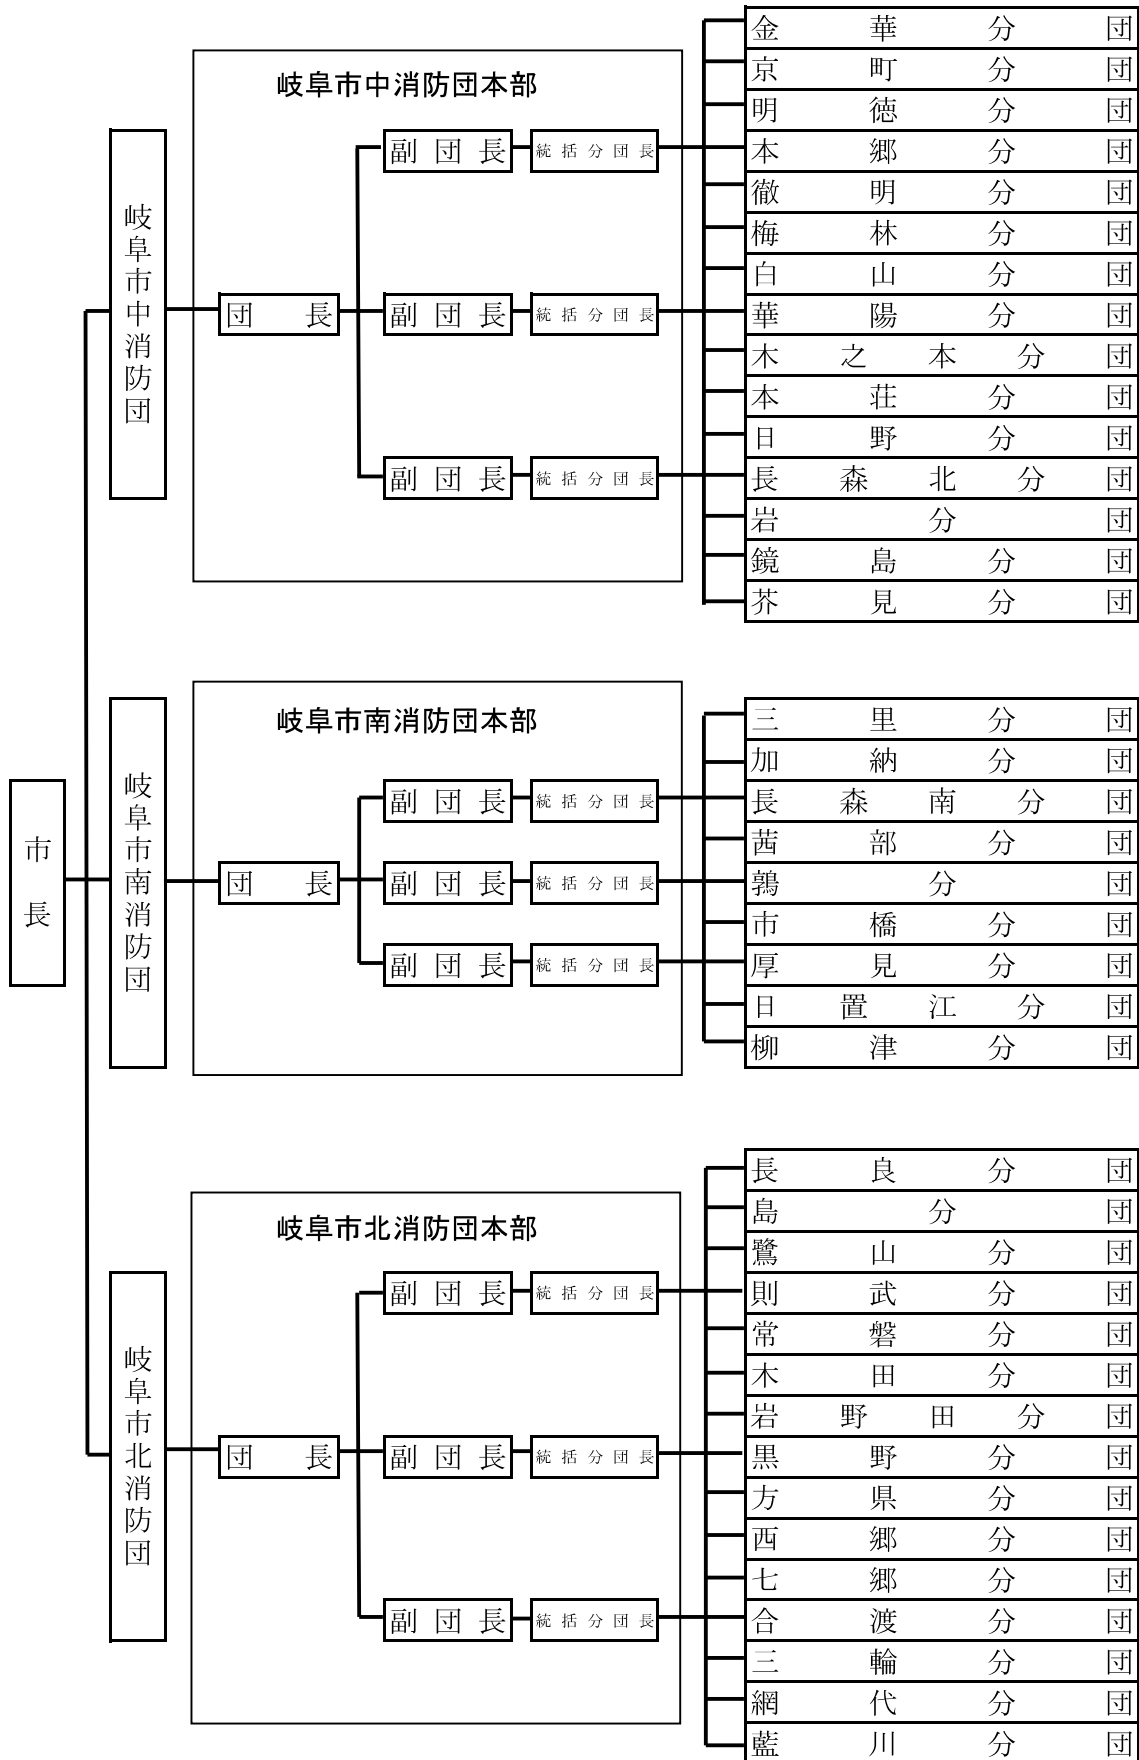 市長
岐阜市中消防団
岐阜市中消防団本部
団長
副団長
統括分団長
副団長
統括分団長
副団長
統括分団長
金華分団
京町分団
明徳分団
本郷分団
徹明分団
梅林分団
白山分団
華陽分団
木之本分団
本荘分団
日野分団
長森北分団
岩分団
鏡島分団
芥見分団
岐阜市南消防団
岐阜市南消防団本部
団長
副団長
統括分団長
副団長
統括分団長
副団長
統括分団長
三里分団
加納分団
長森南分団
茜部分団
鶉分団
市橋分団
厚見分団
日置江分団
柳津分団
岐阜市北消防団
岐阜市北消防団本部
団長
副団長
統括分団長
副団長
統括分団長
副団長
統括分団長
長良分団
島分団
鷺山分団
則武分団
常磐分団
木田分団
岩野田分団
黒野分団
方県分団
西郷分団
七郷分団
合渡分団
三輪分団
網代分団
藍川分団